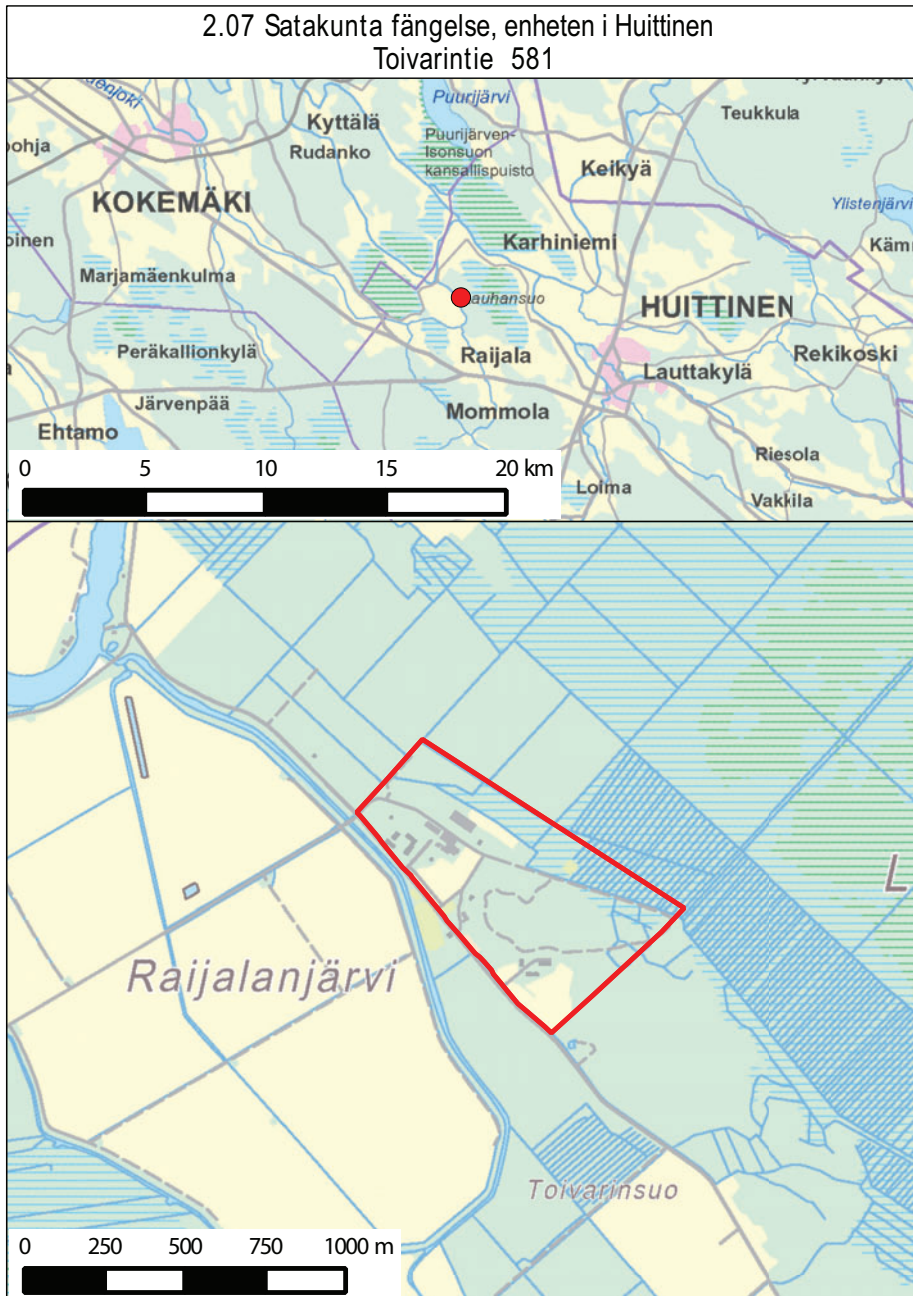 2.07 Satakunta fängelse, enheten i Huittinen
Toivarintie 581
Puurijärvi
Teukkula
Kyttälä
Rudanko
Puurijärven-
Isonsuon
kansallispuisto
Keikyä
KOKEMÄKI
Ylistenjärvi
Karhiniemi
Marjamäenkulma
auhansuo
HUITTINEN
Peräkallionkylä
Raijala
Rekikoski
Lauttakylä
Järvenpää
Mommola
Ehtamo
Riesola
Loima
Vakkila
0 5 10 15 20 km
Raijalanjärvi
L
Toivarinsuo
0 250 500 750 1000 m